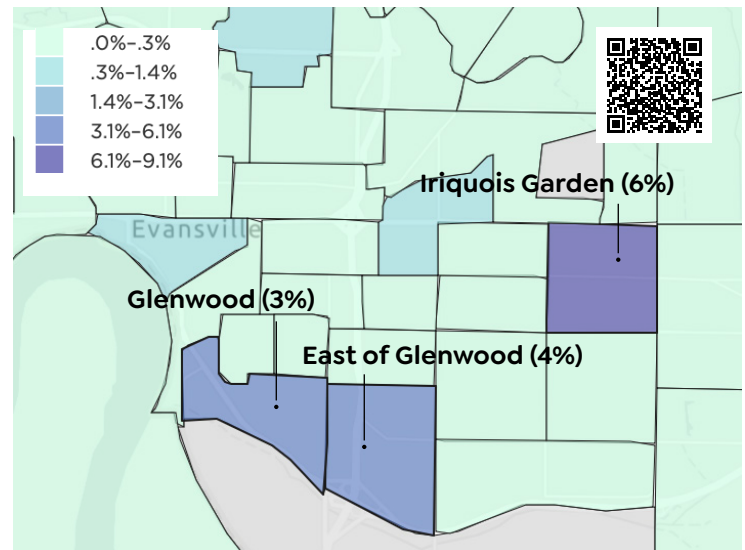 .0%–.3%
.3%–1.4%
1.4%–3.1%
3.1%–6.1%
6.1%–9.1%
Iriquois Garden (6%)
Evansville
Glenwood (3%)
East of Glenwood (4%)